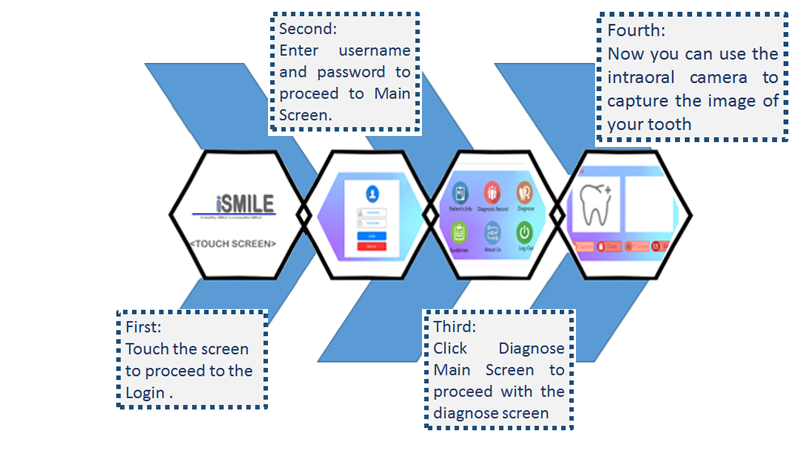 Second:
Enter username
and password to
proceed to Main
Screen.
Fourth:
Now you can use the
intraoral camera to
capture the image of
your tooth
iSMILE
<TOUCH SCREEN>
Patient's Info
Diagnosis Record
Diagnose
Guidelines
About Us
Log Out
First:
Touch the screen
to proceed to the
Login .
Third:
Click Diagnose
Main Screen to
proceed with the
diagnose screen